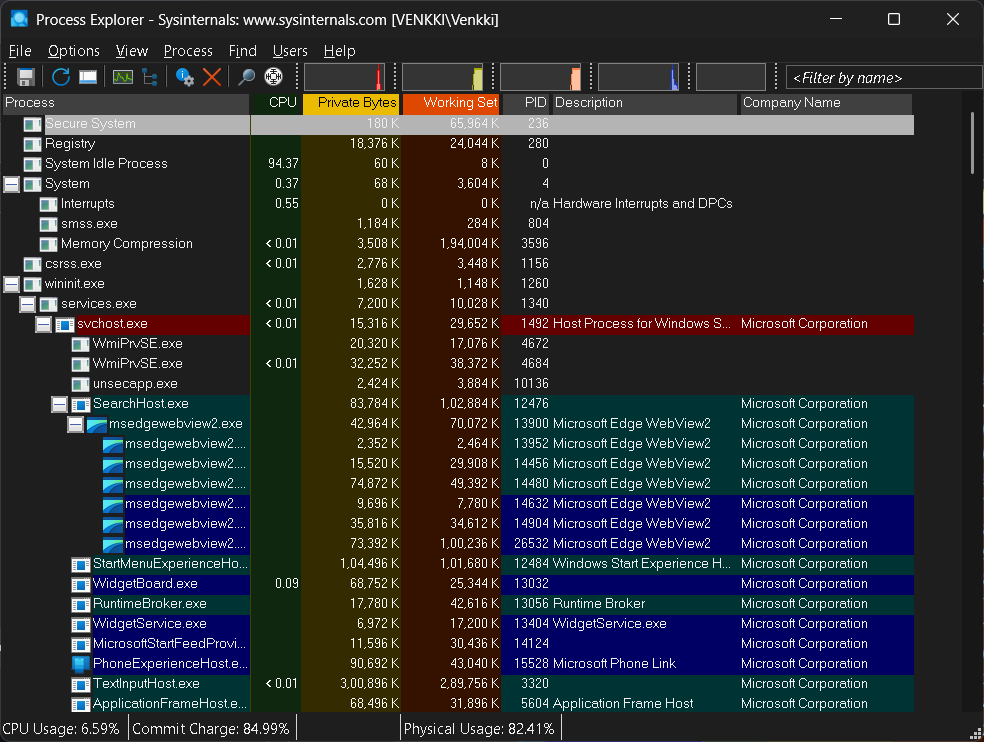 Process Explorer - Sysinternals: www.sysinternals.com [VENKKI\Venkki]
File Options View Process Find Users Help
<Filter by name>
Process CPU Private Bytes Working Set PID Description Company Name
Secure System 180 K 65,964 K 236
Registry 18,376 K 24,044 K 280
System Idle Process 94.37 60 K 8 K 0
System 0.37 68 K 3,604 K 4
Interrupts 0.55 0 K 0 K n/a Hardware Interrupts and DPCs
smss.exe 1,184 K 284 K 804
Memory Compression < 0.01 3,508 K 1,94,004 K 3596
csrss.exe < 0.01 2,776 K 3,448 K 1156
wininit.exe 1,628 K 1,148 K 1260
services.exe < 0.01 7,200 K 10,028 K 1340
svchost.exe < 0.01 15,316 K 29,652 K 1492 Host Process for Windows S... Microsoft Corporation
WmiPrvSE.exe 20,320 K 17,076 K 4672
WmiPrvSE.exe < 0.01 32,252 K 38,372 K 4684
unsecapp.exe 2,424 K 3,884 K 10136
SearchHost.exe 83,784 K 1,02,884 K 12476 Microsoft Corporation
msedgewebview2.exe 42,964 K 70,072 K 13900 Microsoft Edge WebView2 Microsoft Corporation
msedgewebview2.... 2,352 K 2,464 K 13952 Microsoft Edge WebView2 Microsoft Corporation
msedgewebview2.... 15,520 K 29,908 K 14456 Microsoft Edge WebView2 Microsoft Corporation
msedgewebview2.... 74,872 K 49,392 K 14480 Microsoft Edge WebView2 Microsoft Corporation
msedgewebview2.... 9,696 K 7,780 K 14632 Microsoft Edge WebView2 Microsoft Corporation
msedgewebview2.... 35,816 K 34,612 K 14904 Microsoft Edge WebView2 Microsoft Corporation
msedgewebview2.... 73,392 K 1,00,236 K 26532 Microsoft Edge WebView2 Microsoft Corporation
StartMenuExperienceHo... 1,04,496 K 1,01,680 K 12484 Windows Start Experience H... Microsoft Corporation
WidgetBoard.exe 0.09 68,752 K 25,344 K 13032 Microsoft Corporation
RuntimeBroker.exe 17,780 K 42,616 K 13056 Runtime Broker Microsoft Corporation
WidgetService.exe 6,972 K 17,200 K 13404 WidgetService.exe Microsoft Corporation
MicrosoftStartFeedProvi... 11,596 K 30,436 K 14124 Microsoft Corporation
PhoneExperienceHost.e... 90,692 K 43,040 K 15528 Microsoft Phone Link Microsoft Corporation
TextInputHost.exe < 0.01 3,00,896 K 2,89,756 K 3320 Microsoft Corporation
ApplicationFrameHost.e... 68,496 K 31,896 K 5604 Application Frame Host Microsoft Corporation
CPU Usage: 6.59% Commit Charge: 84.99% Physical Usage: 82.41%